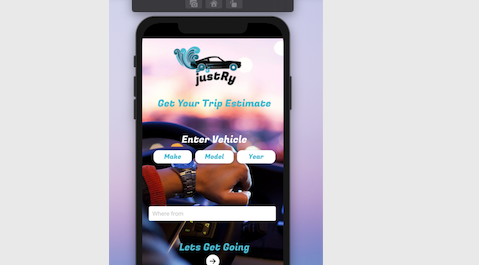 justRy
Get Your Trip Estimate
Enter Vehicle
Make Model Year
Where from
Lets Get Going